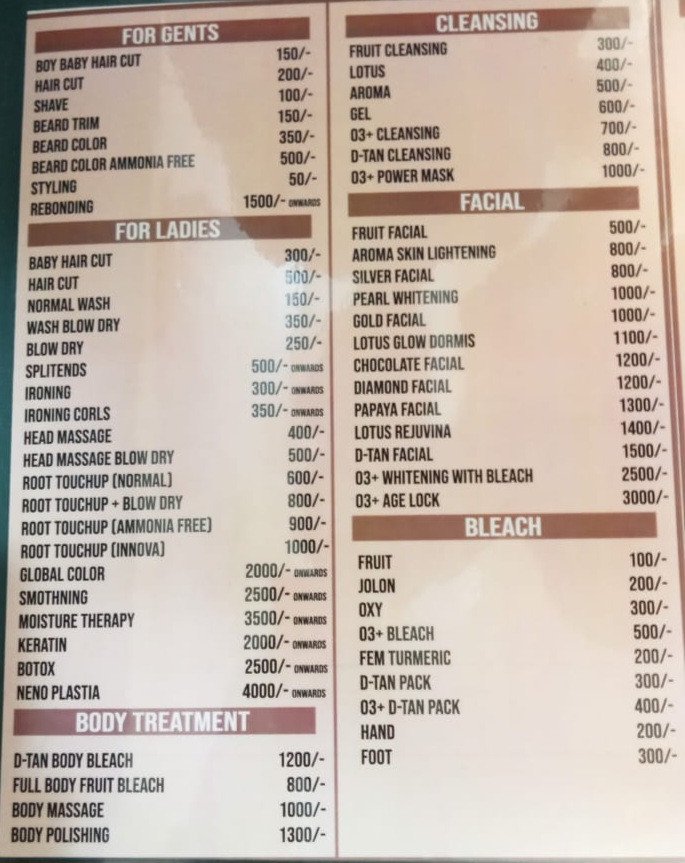 FOR GENTS
BOY BABY HAIR CUT 150/-
HAIR CUT 200/-
SHAVE 100/-
BEARD TRIM 150/-
BEARD COLOR 350/-
BEARD COLOR AMMONIA FREE 500/-
STYLING 50/-
REBONDING 1500/- ONWARDS
FOR LADIES
BABY HAIR CUT 300/-
HAIR CUT 500/-
NORMAL WASH 150/-
WASH BLOW DRY 350/-
BLOW DRY 250/-
SPLITENDS 500/- ONWARDS
IRONING 300/- ONWARDS
IRONING CORLS 350/- ONWARDS
HEAD MASSAGE 400/-
HEAD MASSAGE BLOW DRY 500/-
ROOT TOUCHUP (NORMAL) 600/-
ROOT TOUCHUP + BLOW DRY 800/-
ROOT TOUCHUP (AMMONIA FREE) 900/-
ROOT TOUCHUP (INNOVA) 1000/-
GLOBAL COLOR 2000/- ONWARDS
SMOTHNING 2500/- ONWARDS
MOISTURE THERAPY 3500/- ONWARDS
KERATIN 2000/- ONWARDS
BOTOX 2500/- ONWARDS
NENO PLASTIA 4000/- ONWARDS
BODY TREATMENT
D-TAN BODY BLEACH 1200/-
FULL BODY FRUIT BLEACH 800/-
BODY MASSAGE 1000/-
BODY POLISHING 1300/-
CLEANSING
FRUIT CLEANSING 300/-
LOTUS 400/-
AROMA 500/-
GEL 600/-
03+ CLEANSING 700/-
D-TAN CLEANSING 800/-
03+ POWER MASK 1000/-
FACIAL
FRUIT FACIAL 500/-
AROMA SKIN LIGHTENING 800/-
SILVER FACIAL 800/-
PEARL WHITENING 1000/-
GOLD FACIAL 1000/-
LOTUS GLOW DORMIS 1100/-
CHOCOLATE FACIAL 1200/-
DIAMOND FACIAL 1200/-
PAPAYA FACIAL 1300/-
LOTUS REJUVINA 1400/-
D-TAN FACIAL 1500/-
03+ WHITENING WITH BLEACH 2500/-
03+ AGE LOCK 3000/-
BLEACH
FRUIT 100/-
JOLON 200/-
OXY 300/-
03+ BLEACH 500/-
FEM TURMERIC 200/-
D-TAN PACK 300/-
03+ D-TAN PACK 400/-
HAND 200/-
FOOT 300/-